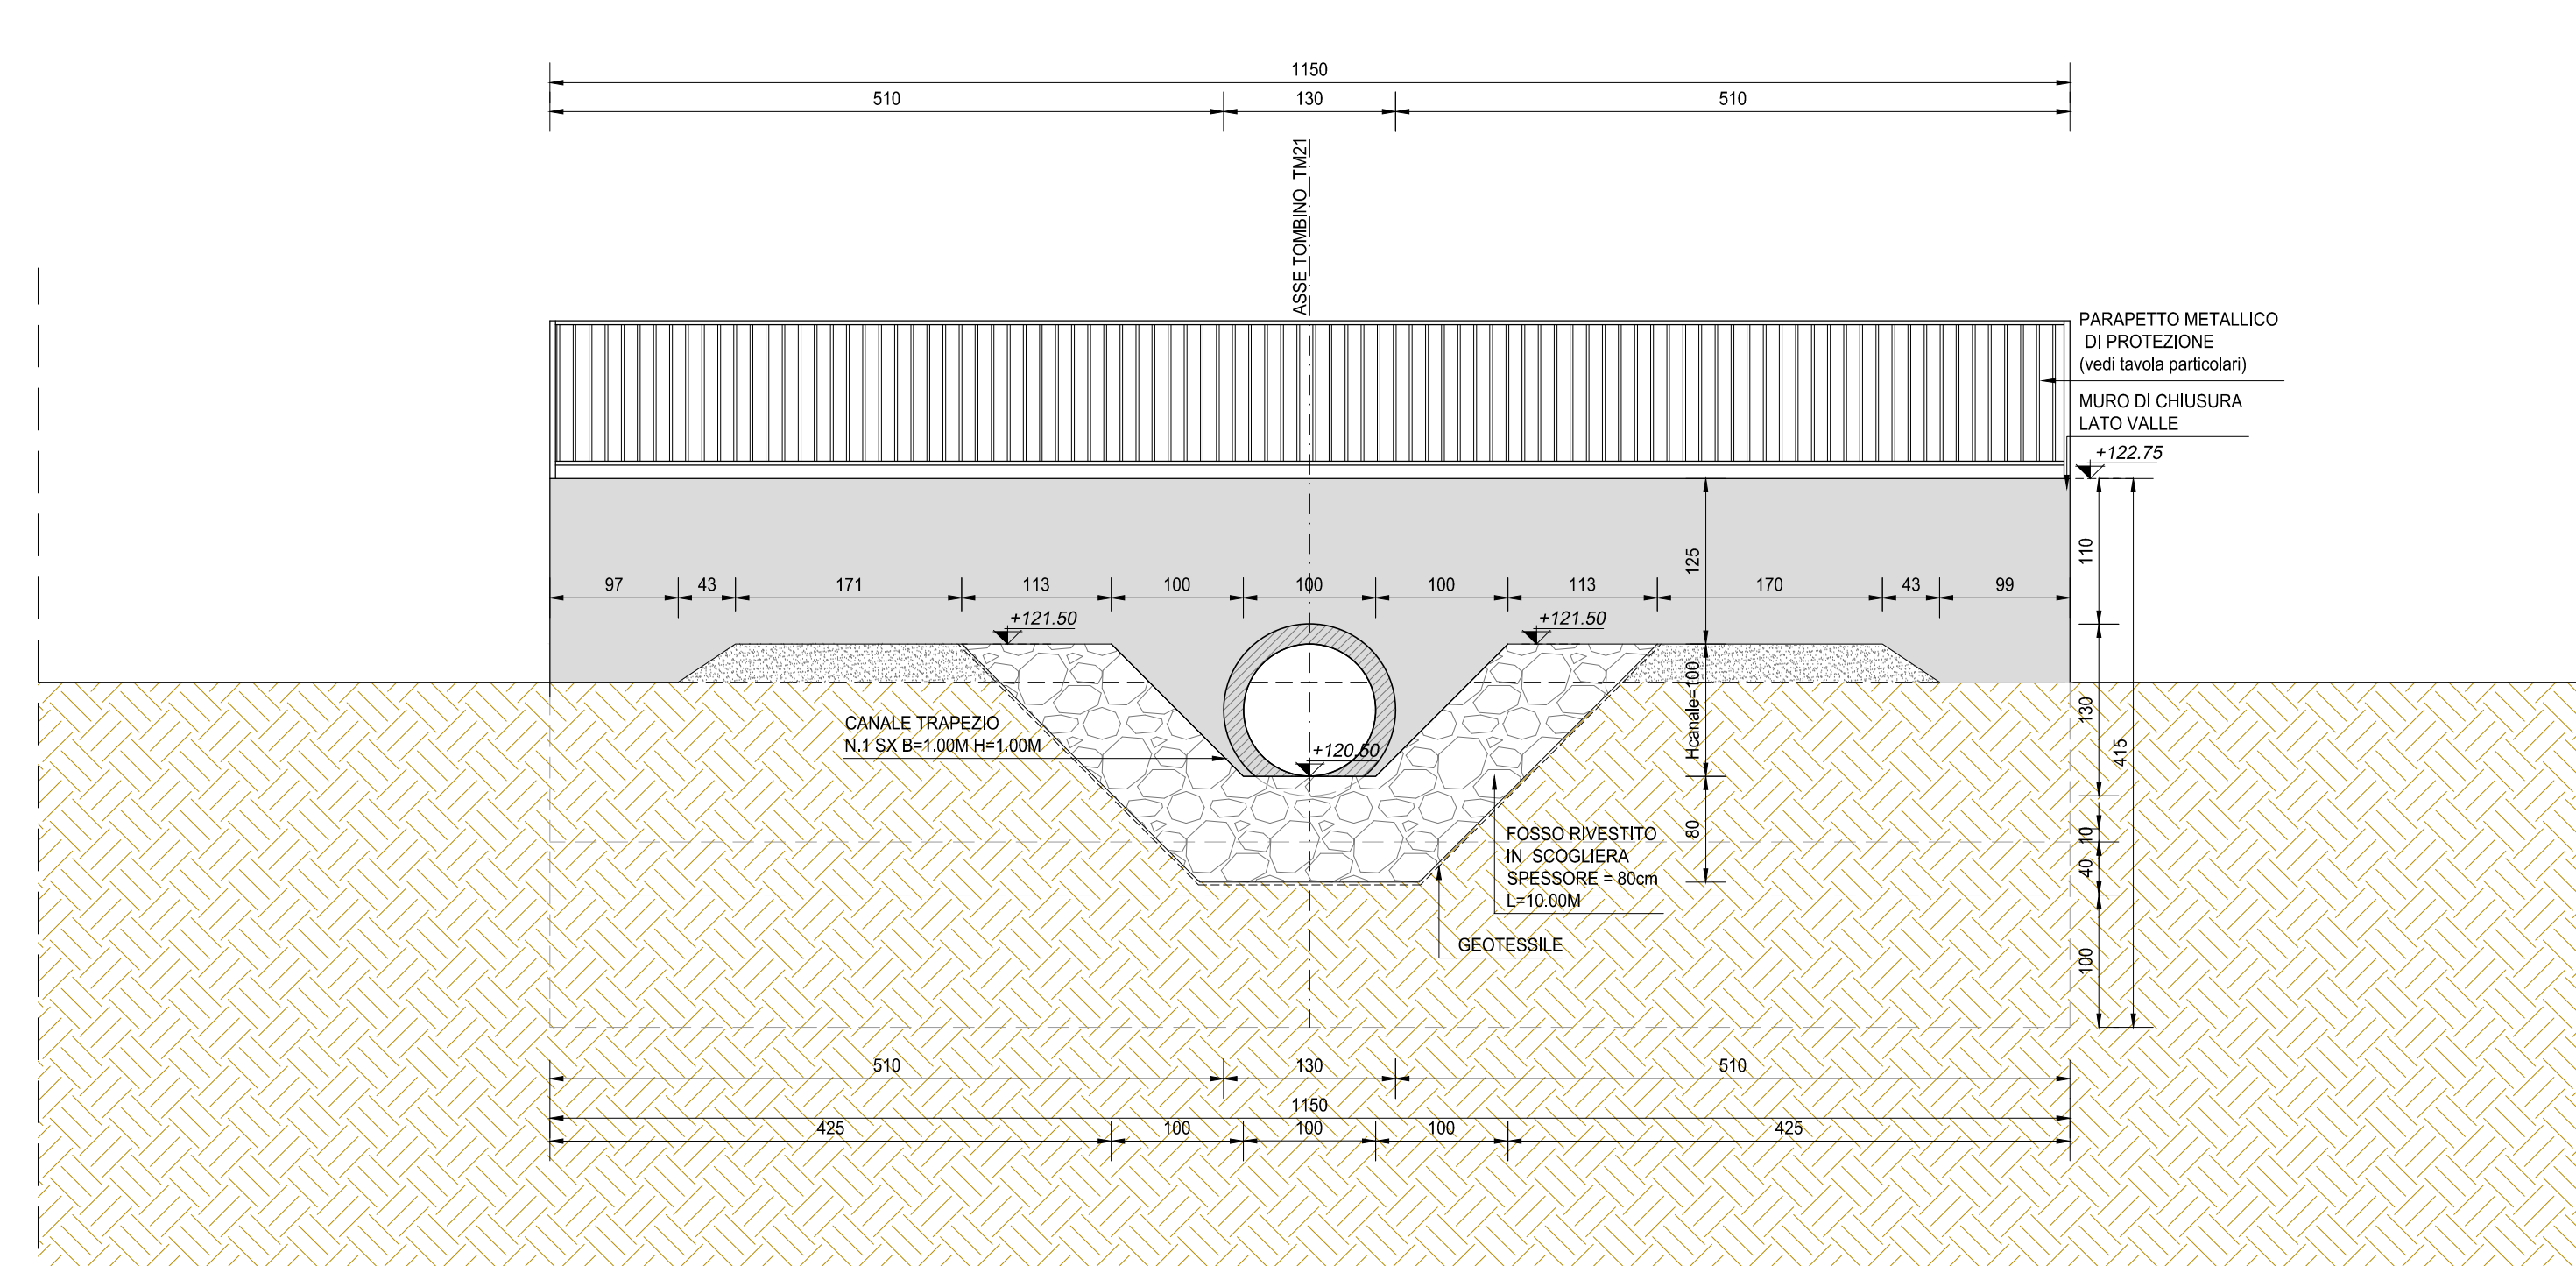 1150
510 130 510
ASSE TOMBINO TM21
PARAPETTO METALLICO
DI PROTEZIONE
(vedi tavola particolari)
MURO DI CHIUSURA
LATO VALLE
+122.75
110
125
97 43 171 113 100 100 100 113 170 43 99
+121.50 +121.50
Hcanale=100
130
415
CANALE TRAPEZIO
N.1 SX B=1.00M H=1.00M
+120.50
80
10
40
100
FOSSO RIVESTITO
IN SCOGLIERA
SPESSORE = 80cm
L=10.00M
GEOTESSILE
510 130 510
1150
425 100 100 100 425